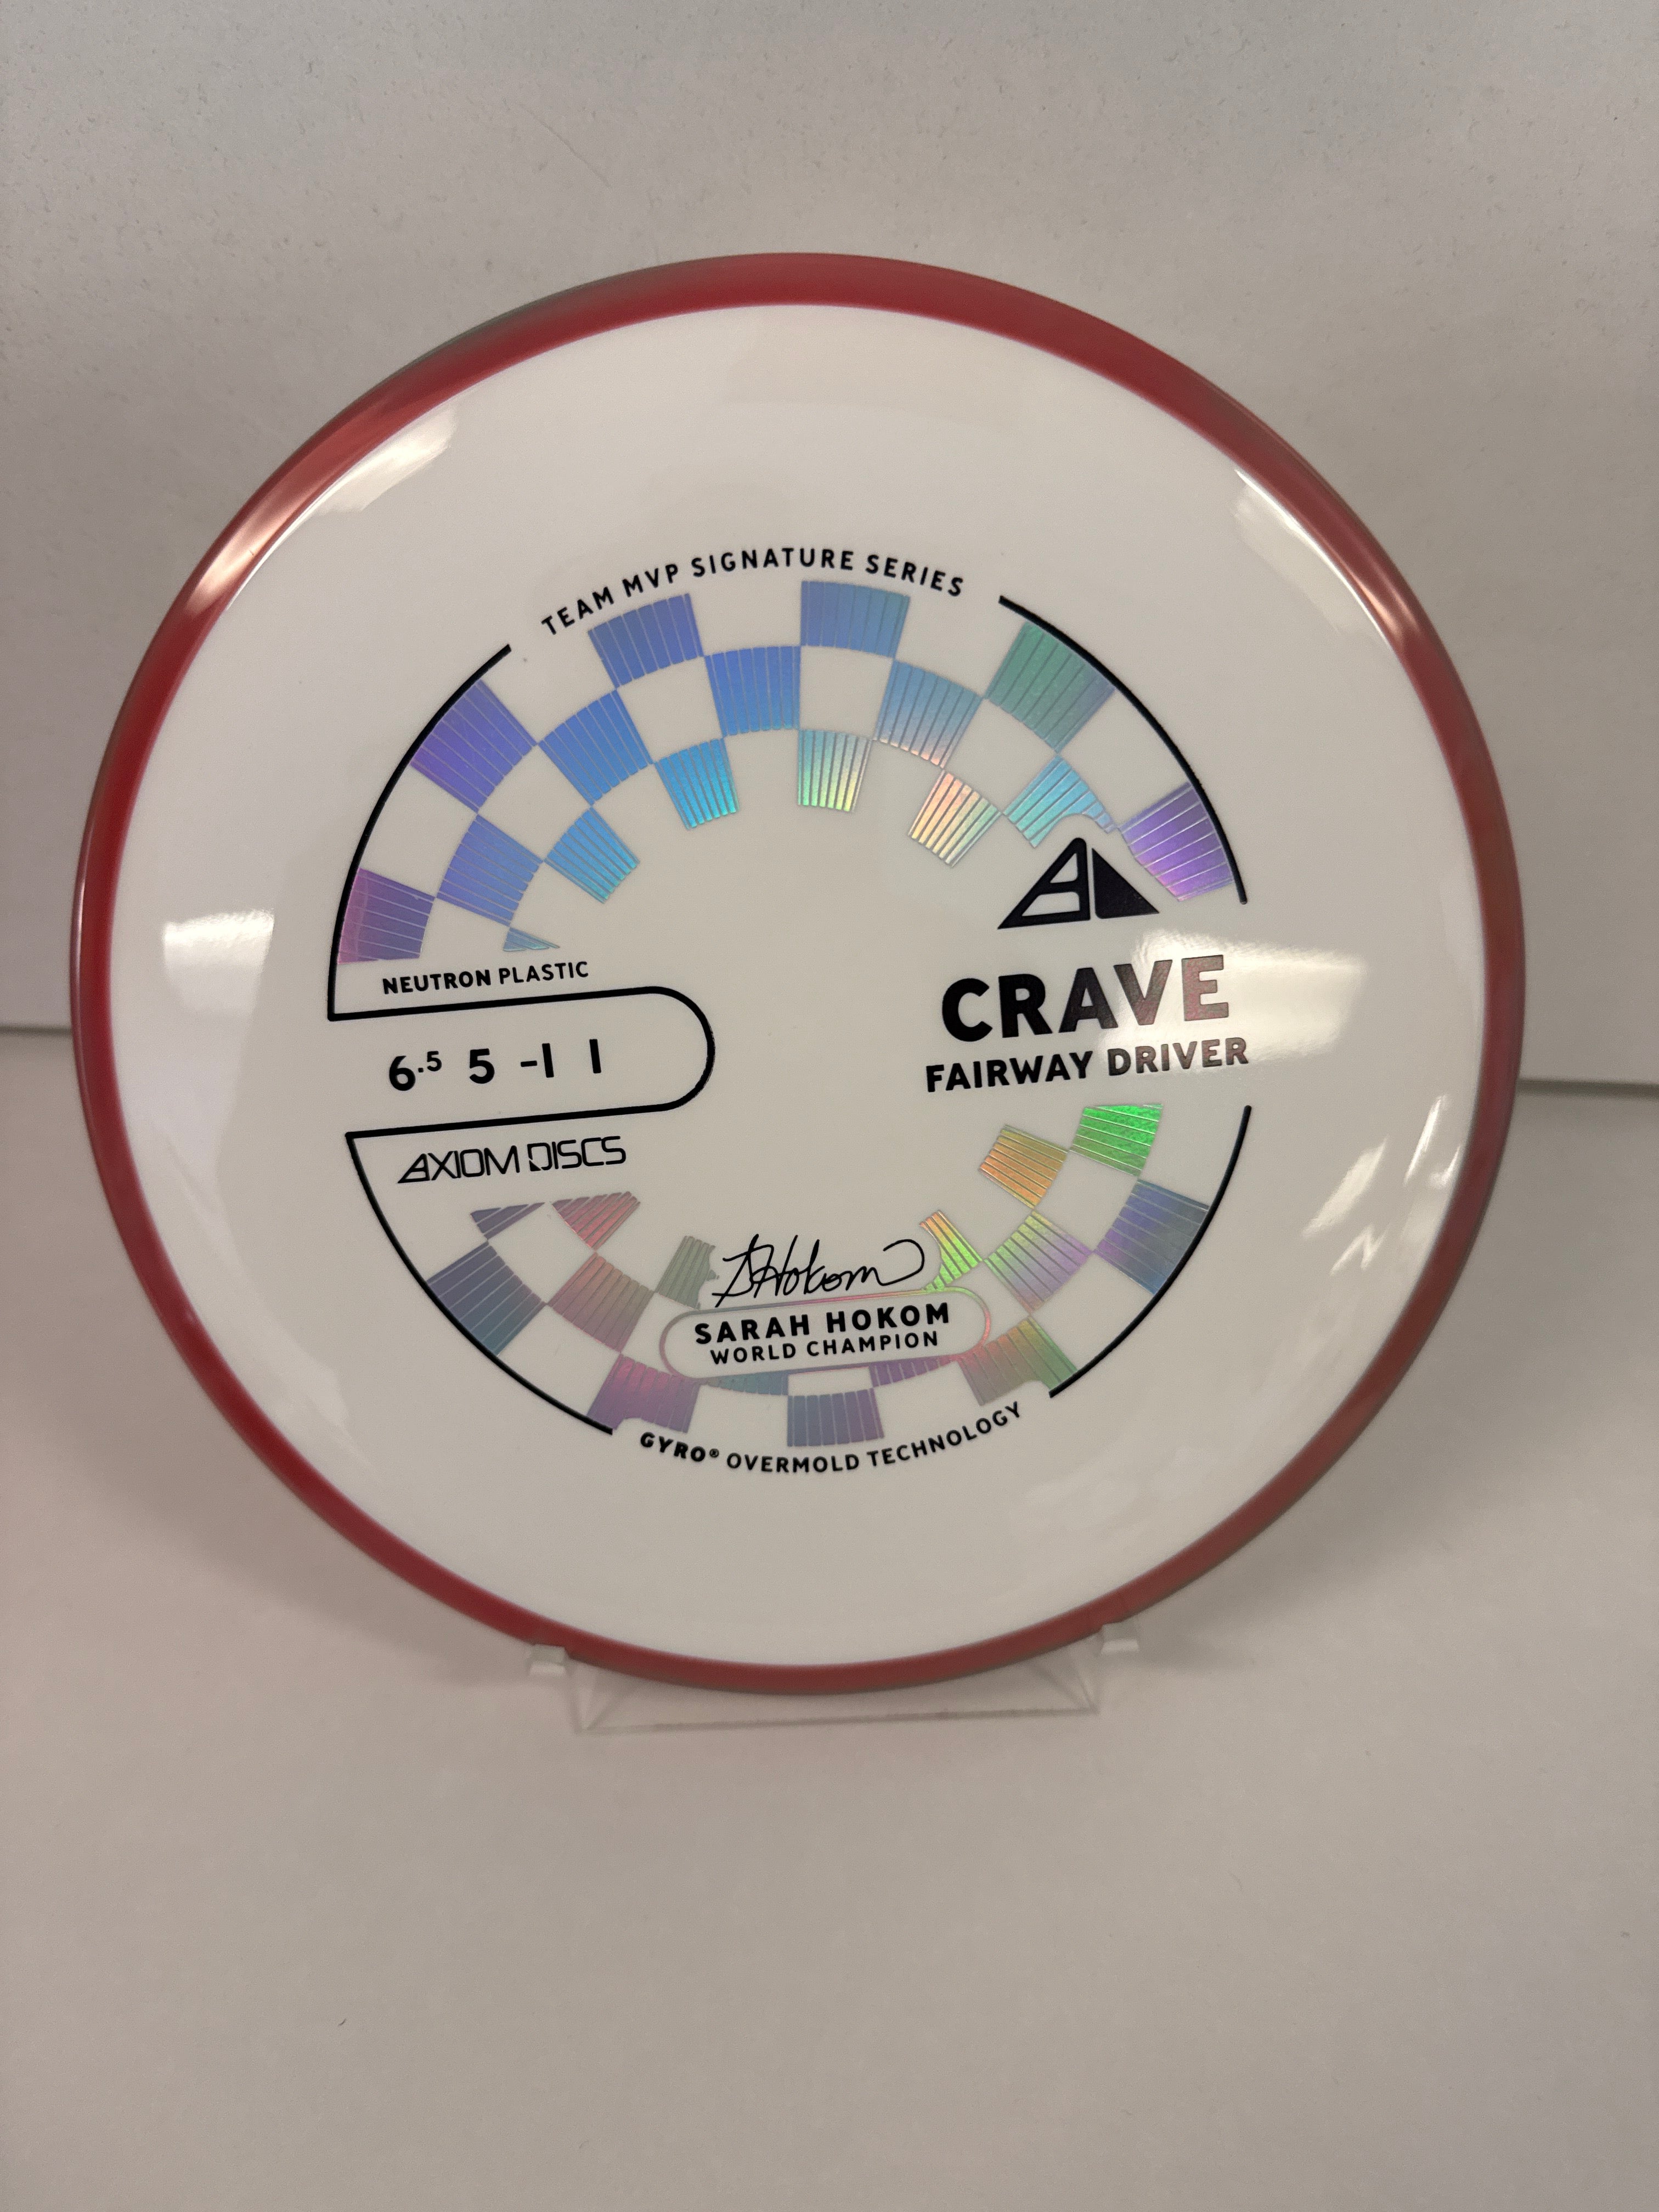 TEAM MVP SIGNATURE SERIES
NEUTRON PLASTIC
6.5 5 -1 1
AXIOM DISCS
CRAVE
FAIRWAY DRIVER
SHokom
SARAH HOKOM
WORLD CHAMPION
GYRO® OVERMOLD TECHNOLOGY